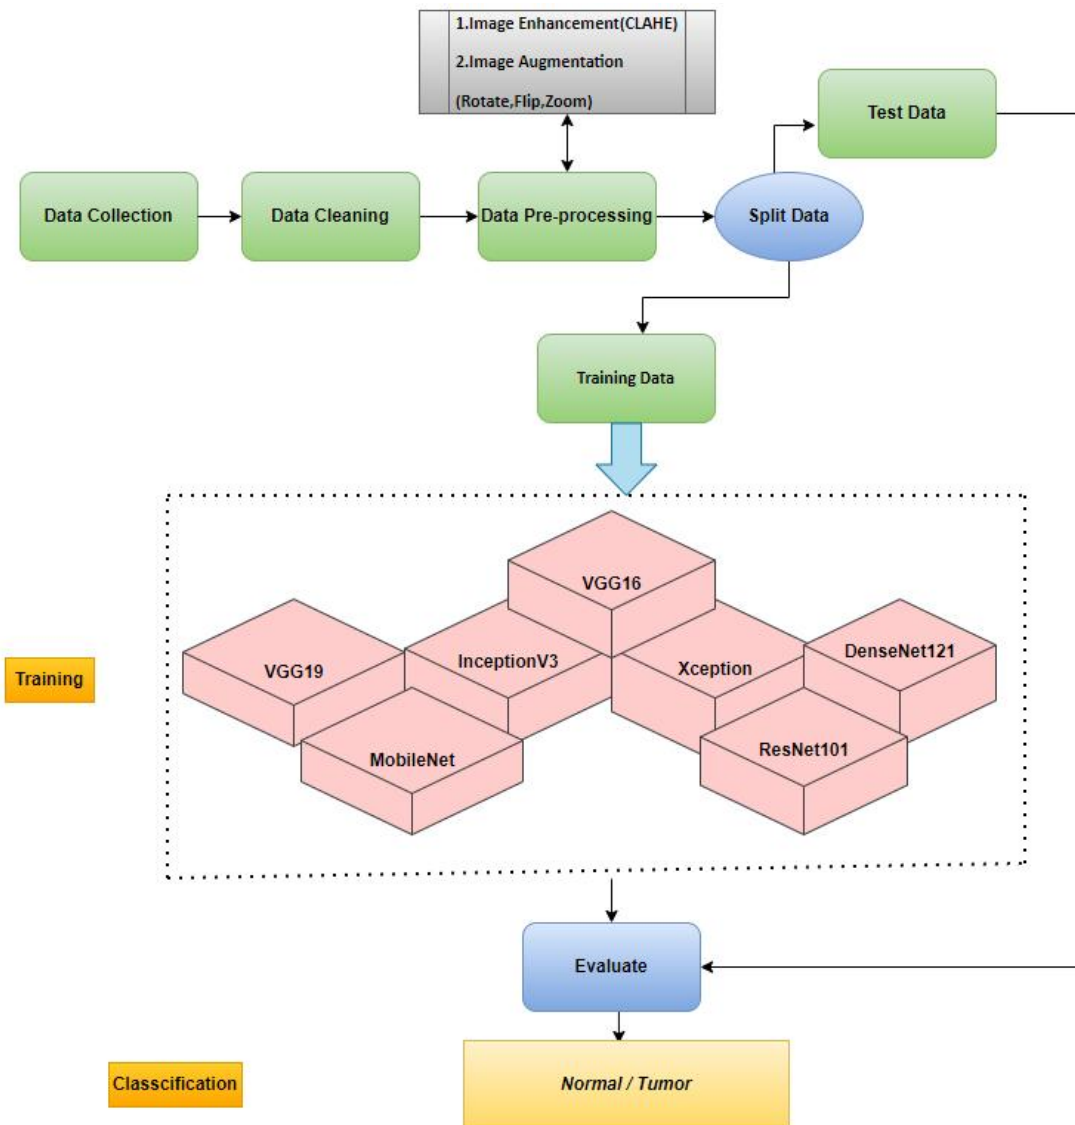 1.Image Enhancement(CLAHE)
2.Image Augmentation
(Rotate,Flip,Zoom)
Test Data
Data Collection
Data Cleaning
Data Pre-processing
Split Data
Training Data
VGG16
VGG19
InceptionV3
Xception
DenseNet121
Training
MobileNet
ResNet101
Evaluate
Classcification
Normal / Tumor